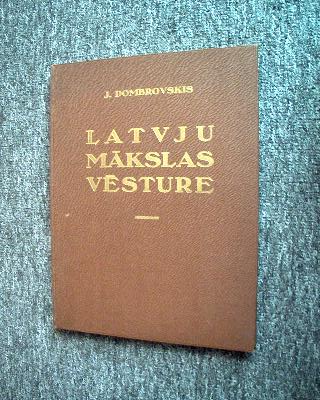 J. DOMBROVSKIS
LATVJU
MĀKSLAS
VĒSTURE